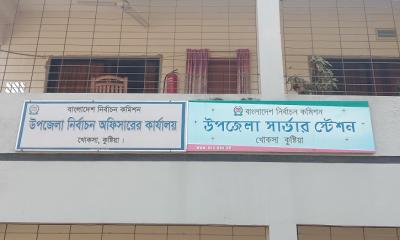 বাংলাদেশ নির্বাচন কমিশন
উপজেলা নির্বাচন অফিসারের কার্যালয়
খোকসা, কুষ্টিয়া।
বাংলাদেশ নির্বাচন কমিশন
উপজেলা সার্ভার স্টেশন
খোকসা, কুষ্টিয়া